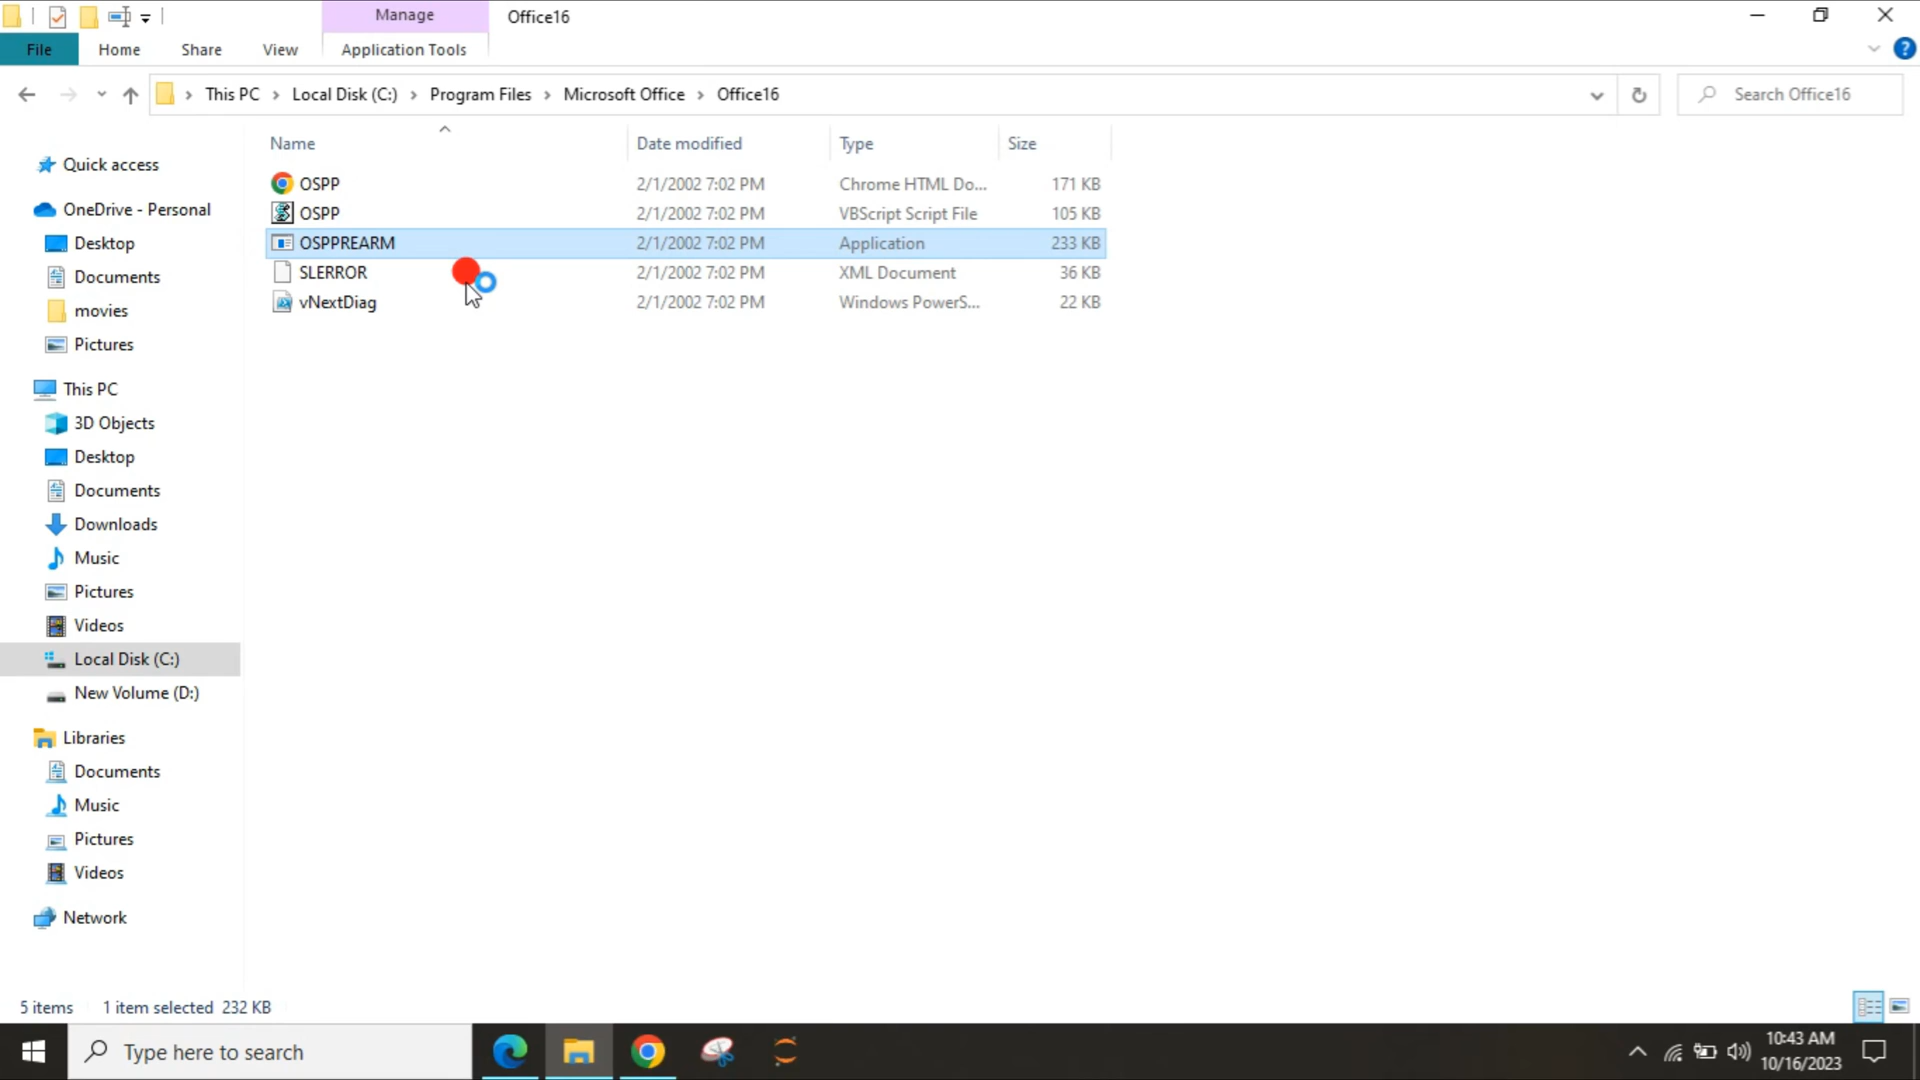 Manage
Office16
File
Home
Share
View
Application Tools
This PC
Local Disk (C:)
Program Files
Microsoft Office
Office16
Search Office16
Name
Date modified
Type
Size
OSPP 2/1/2002 7:02 PM Chrome HTML Do... 171 KB
OSPP 2/1/2002 7:02 PM VBScript Script File 105 KB
OSPPREARM 2/1/2002 7:02 PM Application 233 KB
SLERROR 2/1/2002 7:02 PM XML Document 36 KB
vNextDiag 2/1/2002 7:02 PM Windows PowerS... 22 KB
Quick access
OneDrive - Personal
Desktop
Documents
movies
Pictures
This PC
3D Objects
Desktop
Documents
Downloads
Music
Pictures
Videos
Local Disk (C:)
New Volume (D:)
Libraries
Documents
Music
Pictures
Videos
Network
5 items
1 item selected 232 KB
Type here to search
10:43 AM
10/16/2023